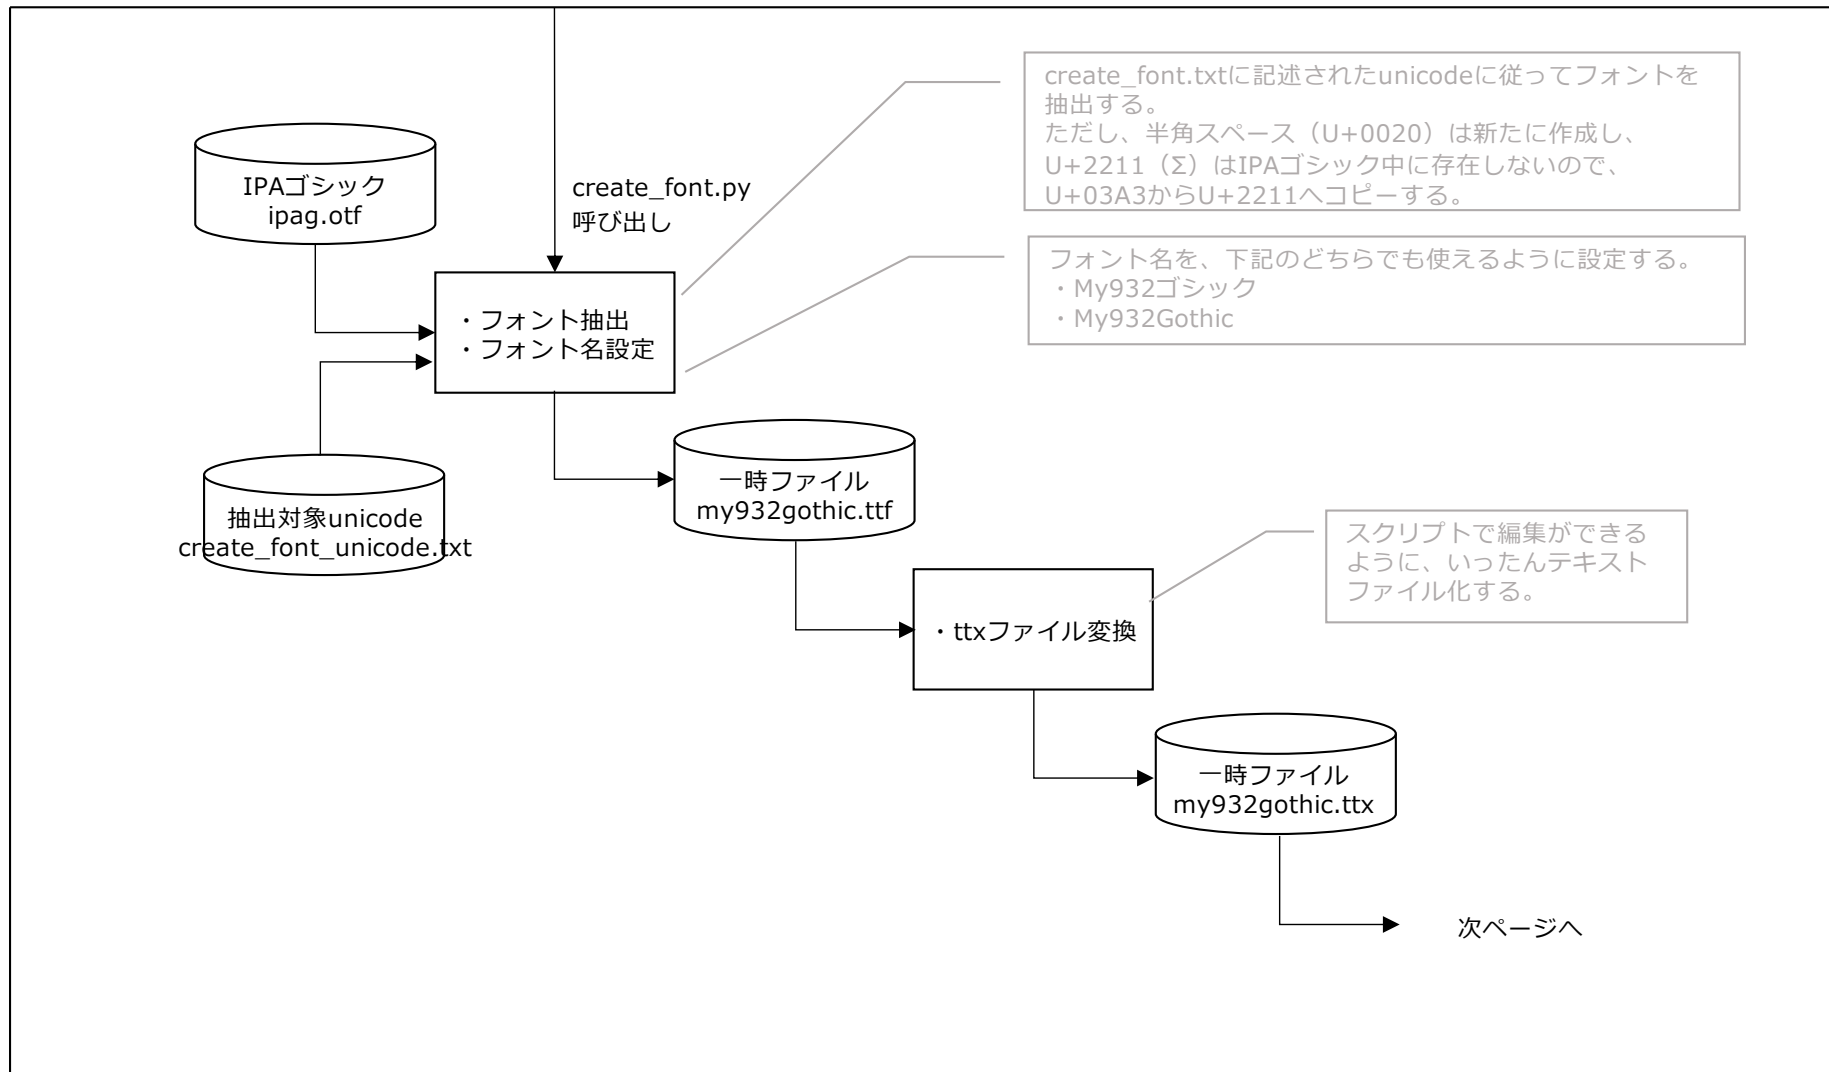 create_font.txtに記述されたunicodeに従ってフォントを
抽出する。
ただし、半角スペース（U+0020）は新たに作成し、
U+2211（Σ）はIPAゴシック中に存在しないので、
U+03A3からU+2211へコピーする。
IPAゴシック
ipag.otf
create_font.py
呼び出し
フォント名を、下記のどちらでも使えるように設定する。
・My932ゴシック
・My932Gothic
・フォント抽出
・フォント名設定
一時ファイル
my932gothic.ttf
抽出対象unicode
create_font_unicode.txt
スクリプトで編集ができる
ように、いったんテキスト
ファイル化する。
・ttxファイル変換
一時ファイル
my932gothic.ttx
次ページへ